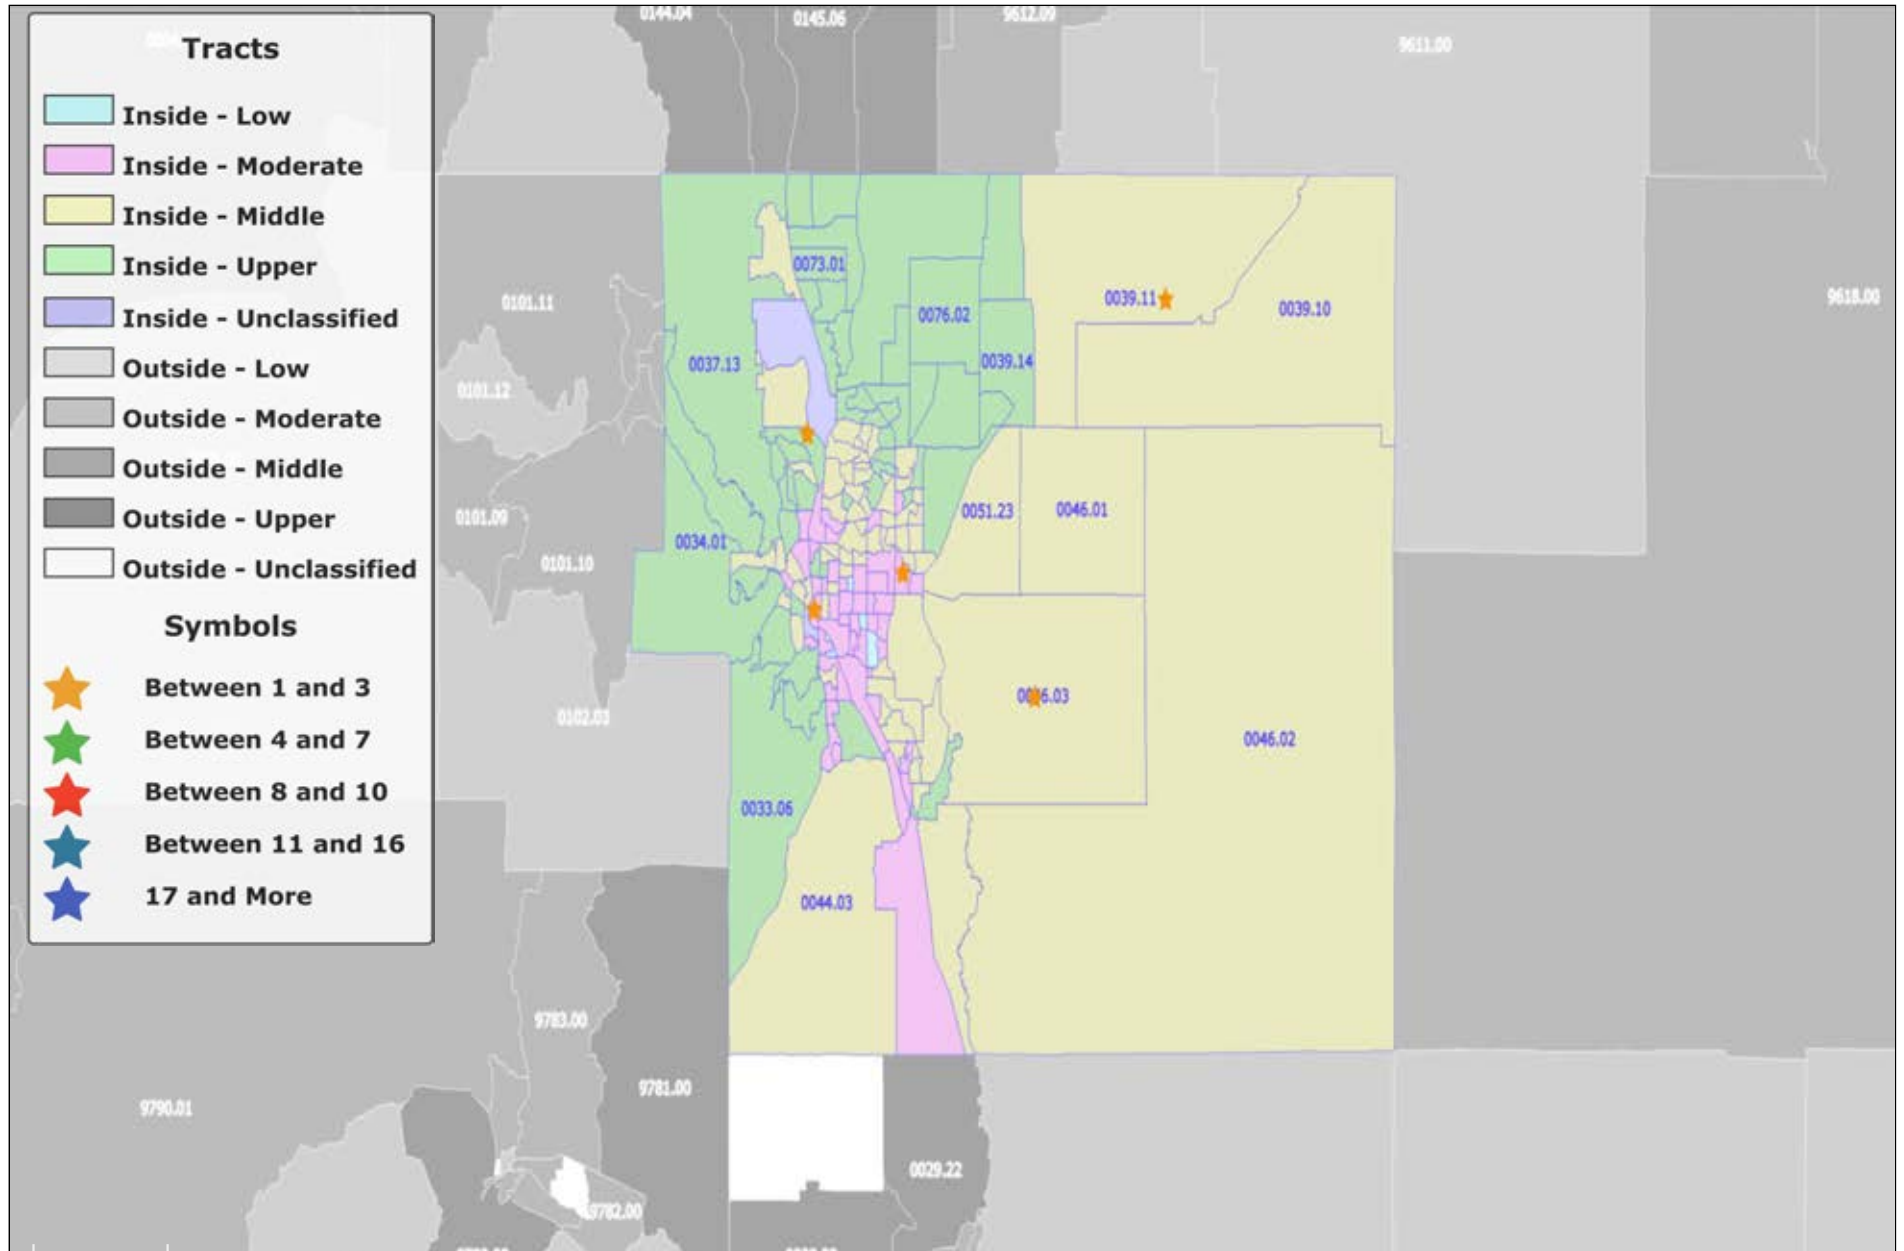 Tracts
Inside - Low
Inside - Moderate
Inside - Middle
Inside - Upper
Inside - Unclassified
Outside - Low
Outside - Moderate
Outside - Middle
Outside - Upper
Outside - Unclassified
Symbols
Between 1 and 3
Between 4 and 7
Between 8 and 10
Between 11 and 16
17 and More
0144.04
0145.06
9612.09
9611.00
0073.01
0101.11
0039.11
0039.10
9618.00
0076.02
0037.13
0039.14
0101.12
0051.23
0046.01
0101.09
0034.01
0101.10
0102.03
0046.02
0033.06
0044.03
9783.00
9781.00
9790.01
0029.22
9782.00